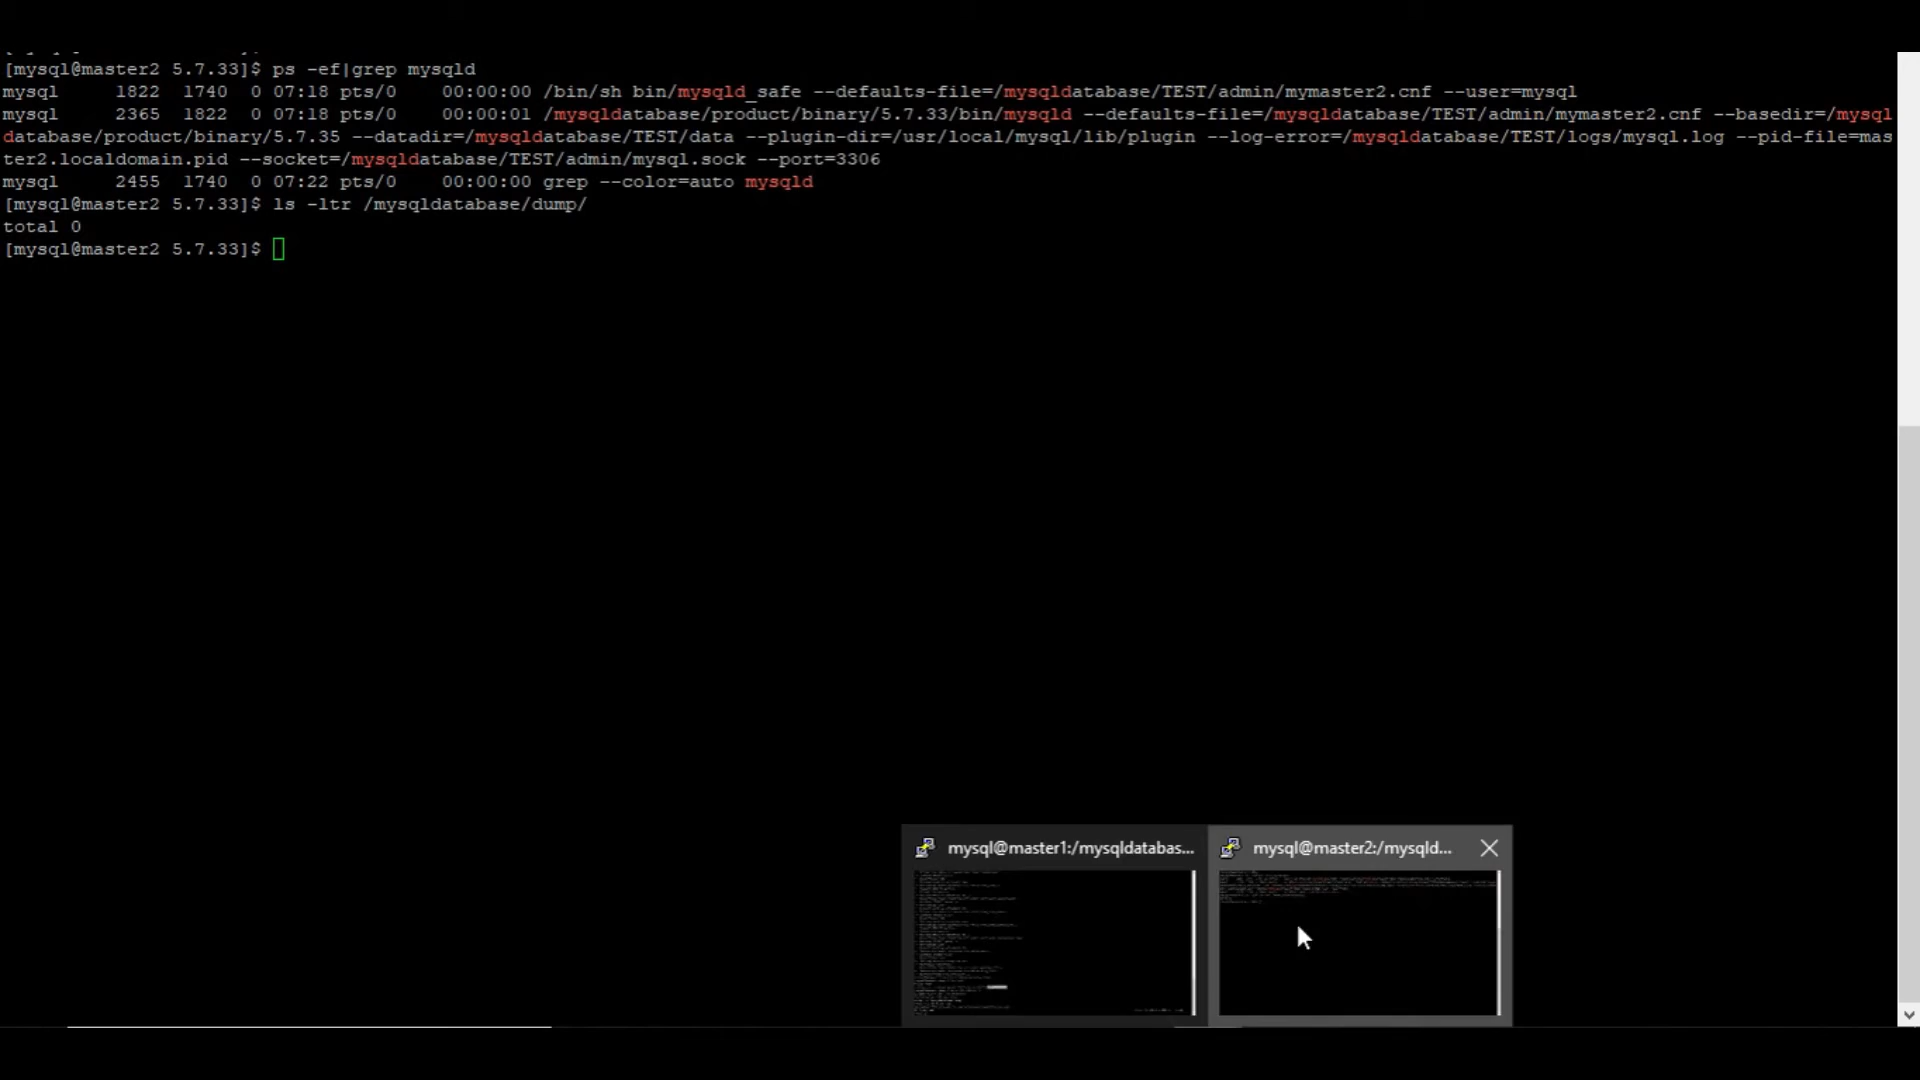 [mysql@master2 5.7.33]$ ps -ef|grep mysqld
mysql     1822  1740  0 07:18 pts/0    00:00:00 /bin/sh bin/mysqld_safe --defaults-file=/mysqldatabase/TEST/admin/mymaster2.cnf --user=mysql
mysql     2365  1822  0 07:18 pts/0    00:00:01 /mysqldatabase/product/binary/5.7.33/bin/mysqld --defaults-file=/mysqldatabase/TEST/admin/mymaster2.cnf --basedir=/mysql
database/product/binary/5.7.35 --datadir=/mysqldatabase/TEST/data --plugin-dir=/usr/local/mysql/lib/plugin --log-error=/mysqldatabase/TEST/logs/mysql.log --pid-file=mas
ter2.localdomain.pid --socket=/mysqldatabase/TEST/admin/mysql.sock --port=3306
mysql     2455  1740  0 07:22 pts/0    00:00:00 grep --color=auto mysqld
[mysql@master2 5.7.33]$ ls -ltr /mysqldatabase/dump/
total 0
[mysql@master2 5.7.33]$
mysql@master1:/mysqldatabas...
mysql@master2:/mysqld...